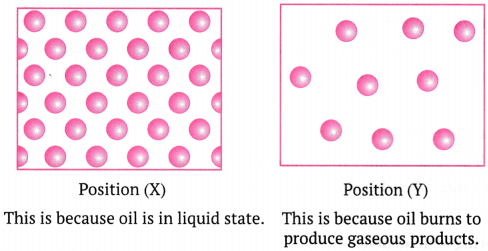 Position (X)
Position (Y)
This is because oil is in liquid state.
This is because oil burns to
produce gaseous products.